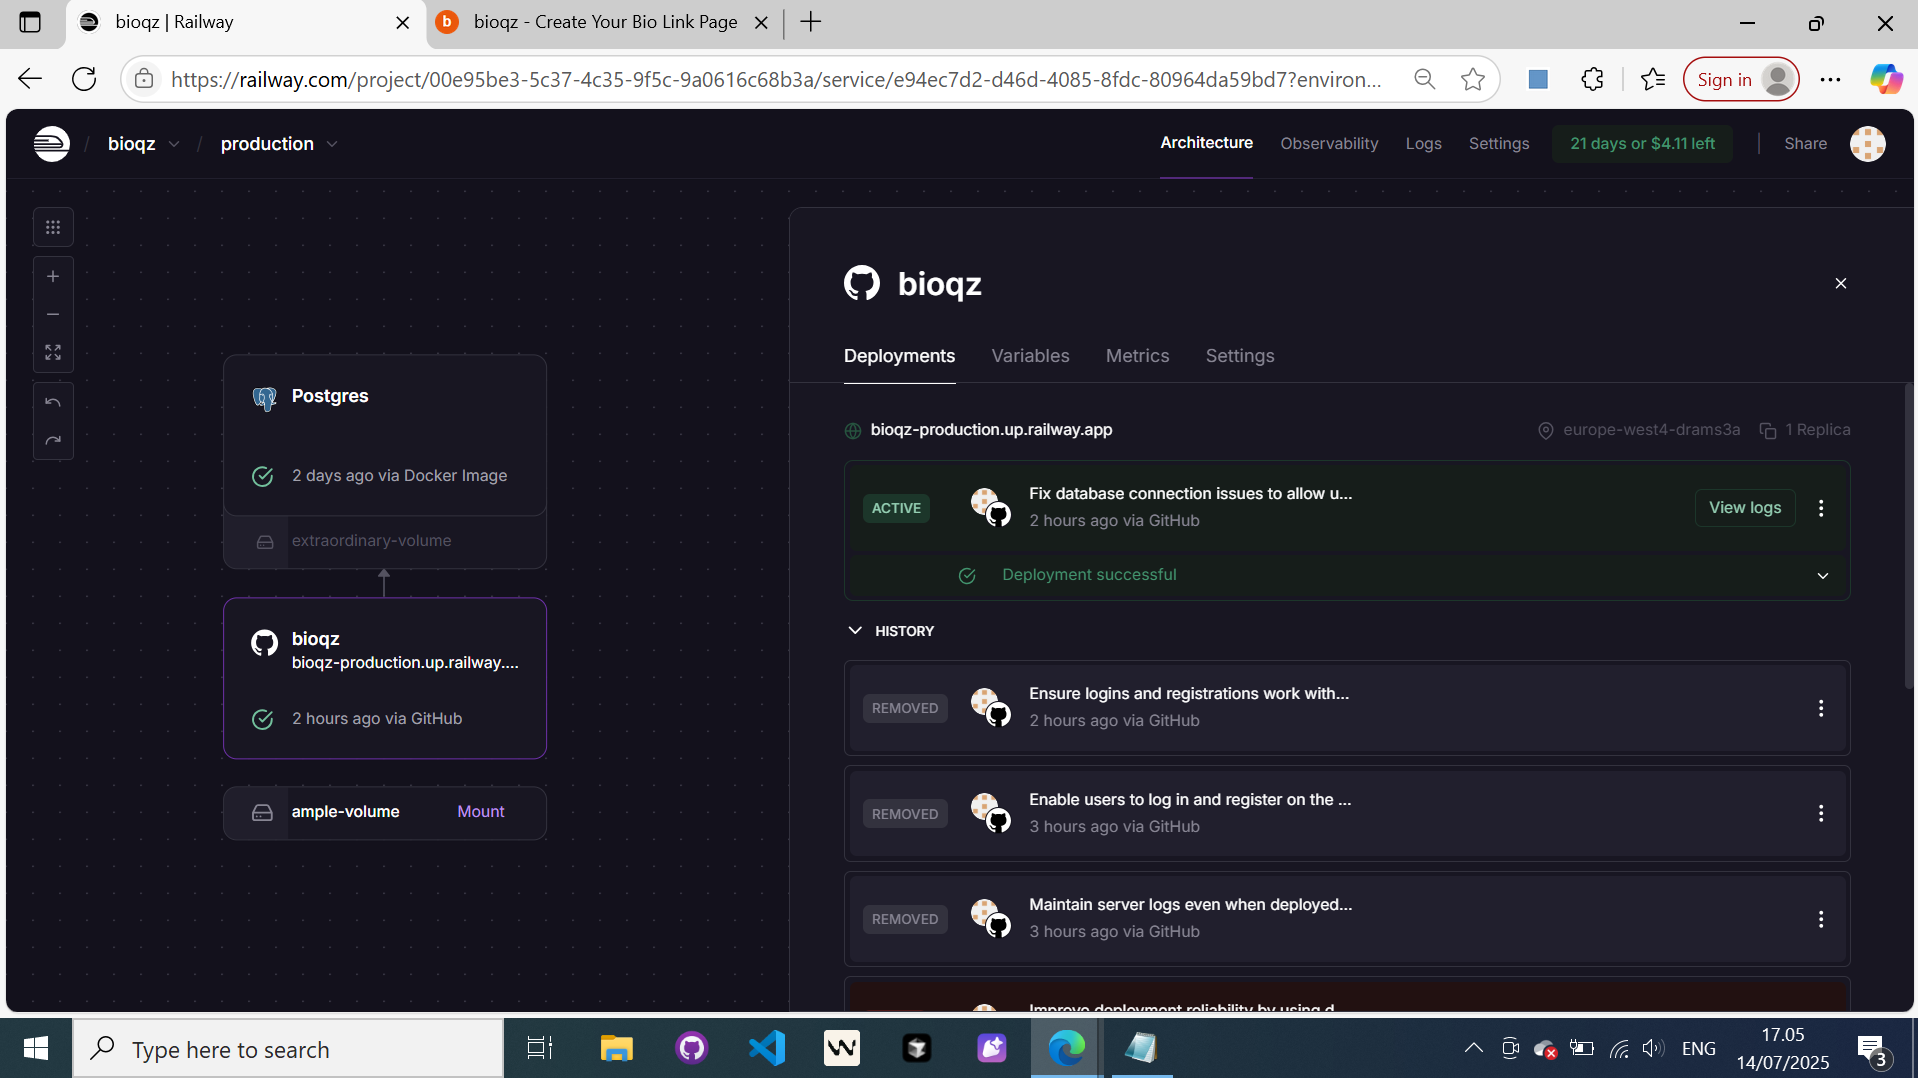 bioqz | Railway
bioqz - Create Your Bio Link Page
https://railway.com/project/00e95be3-5c37-4c35-9f5c-9a0616c68b3a/service/e94ec7d2-d46d-4085-8fdc-80964da59bd7?environ...
Sign in
/ bioqz / production
Architecture Observability Logs Settings 21 days or $4.11 left Share
Postgres
2 days ago via Docker Image
extraordinary-volume
bioqz
bioqz-production.up.railway....
2 hours ago via GitHub
ample-volume Mount
bioqz
Deployments Variables Metrics Settings
bioqz-production.up.railway.app europe-west4-drams3a 1 Replica
ACTIVE
Fix database connection issues to allow u...
2 hours ago via GitHub
View logs
Deployment successful
HISTORY
REMOVED
Ensure logins and registrations work with...
2 hours ago via GitHub
REMOVED
Enable users to log in and register on the ...
3 hours ago via GitHub
REMOVED
Maintain server logs even when deployed...
3 hours ago via GitHub
Improve deployment reliability by using d...
Type here to search
ENG
17.05
14/07/2025
3